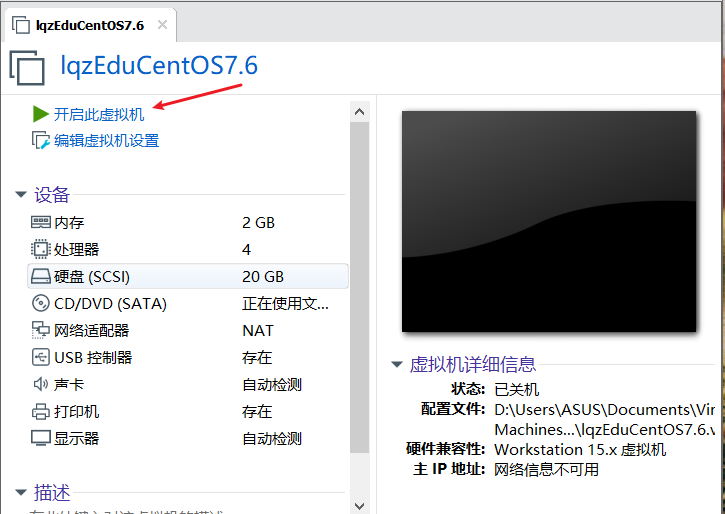 lqzEduCentOS7.6
lqzEduCentOS7.6
开启此虚拟机
编辑虚拟机设置
设备
内存 2 GB
处理器 4
硬盘 (SCSI) 20 GB
CD/DVD (SATA) 正在使用文...
网络适配器 NAT
USB 控制器 存在
声卡 自动检测
打印机 存在
显示器 自动检测
描述
虚拟机详细信息
状态: 已关机
配置文件: D:\Users\ASUS\Documents\Vir
Machines...\lqzEduCentOS7.6.v
硬件兼容性: Workstation 15.x 虚拟机
主 IP 地址: 网络信息不可用